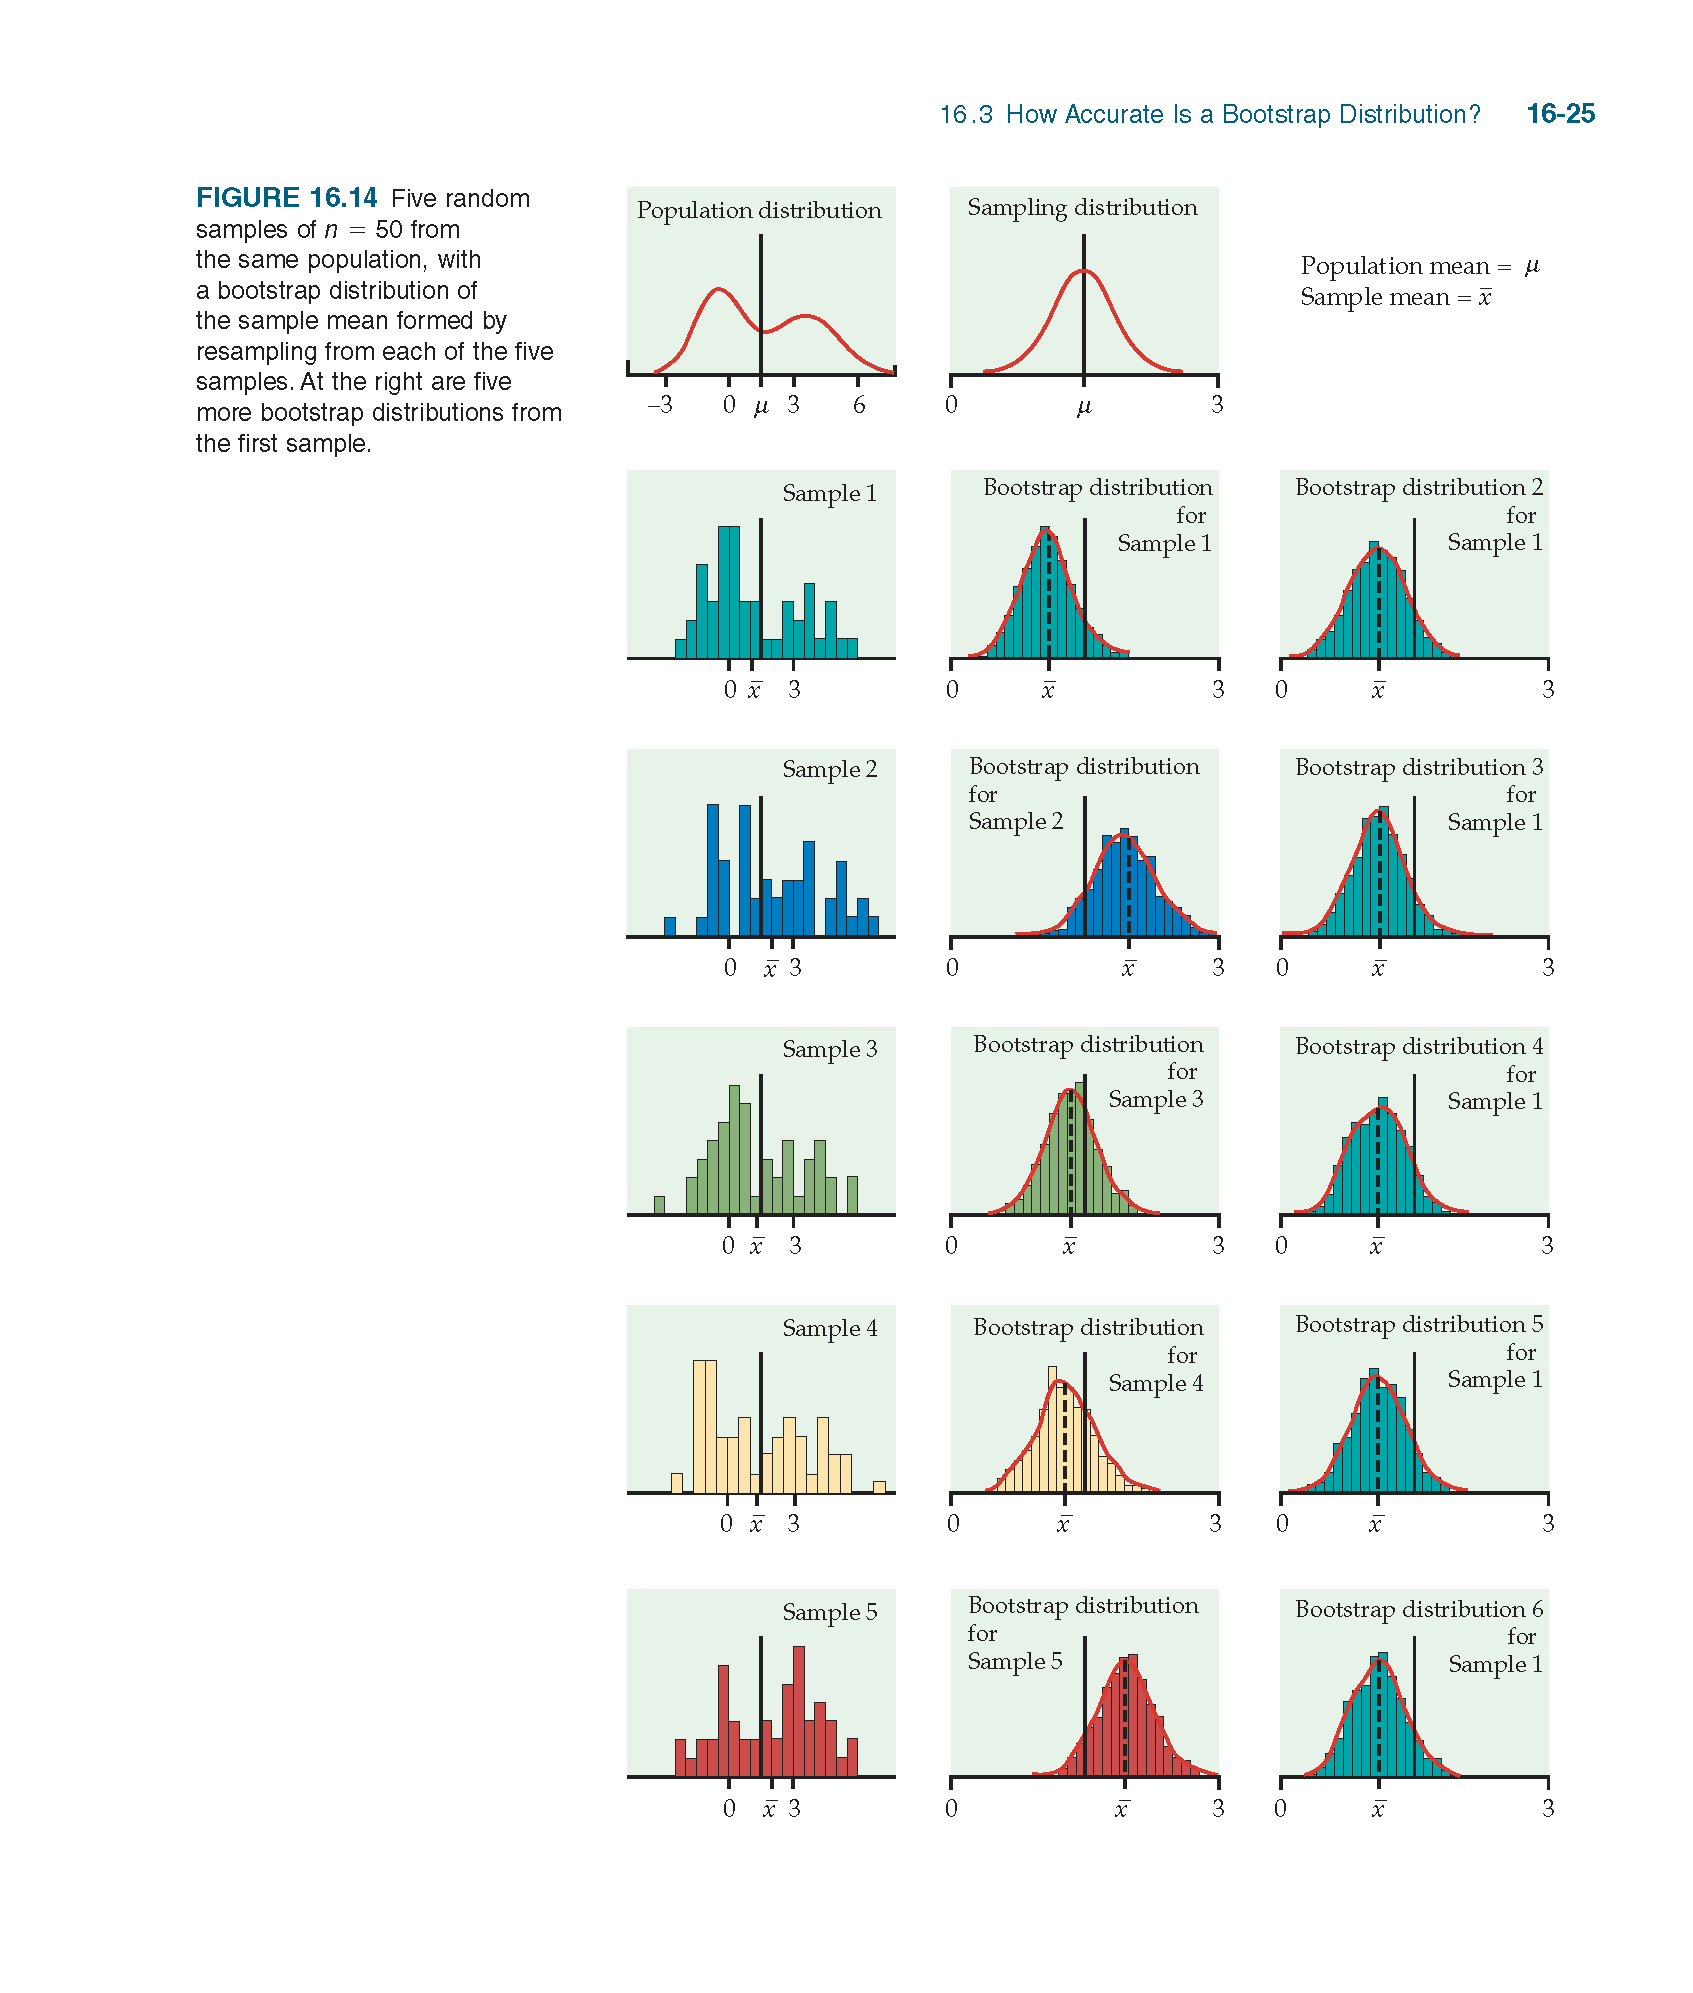 16.3 How Accurate Is a Bootstrap Distribution? 16-25
FIGURE 16.14 Five random
samples of n = 50 from
the same population, with
a bootstrap distribution of
the sample mean formed by
resampling from each of the five
samples. At the right are five
more bootstrap distributions from
the first sample.
Population distribution
–3 0 μ 3 6
Sampling distribution
0 μ 3
Population mean = μ
Sample mean = x̅
Sample 1
0 x̅ 3
Bootstrap distribution
for
Sample 1
0 x̅ 3
Bootstrap distribution 2
for
Sample 1
0 x̅ 3
Sample 2
0 x̅ 3
Bootstrap distribution
for
Sample 2
0 x̅ 3
Bootstrap distribution 3
for
Sample 1
0 x̅ 3
Sample 3
0 x̅ 3
Bootstrap distribution
for
Sample 3
0 x̅ 3
Bootstrap distribution 4
for
Sample 1
0 x̅ 3
Sample 4
0 x̅ 3
Bootstrap distribution
for
Sample 4
0 x̅ 3
Bootstrap distribution 5
for
Sample 1
0 x̅ 3
Sample 5
0 x̅ 3
Bootstrap distribution
for
Sample 5
0 x̅ 3
Bootstrap distribution 6
for
Sample 1
0 x̅ 3